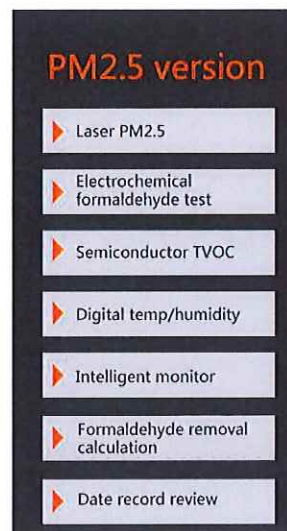 PM2.5 version
Laser PM2.5
Electrochemical
formaldehyde test
Semiconductor TVOC
Digital temp/humidity
Intelligent monitor
Formaldehyde removal
calculation
Date record review